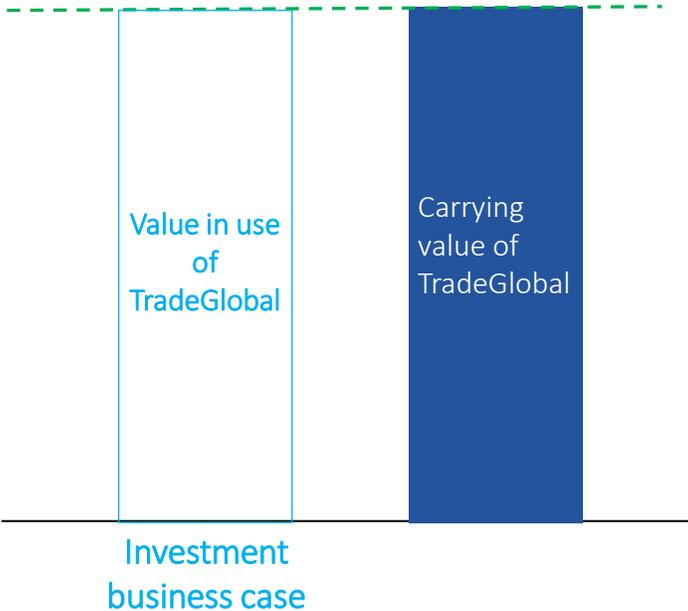 Value in use
of
TradeGlobal
Carrying
value of
TradeGlobal
Investment
business case